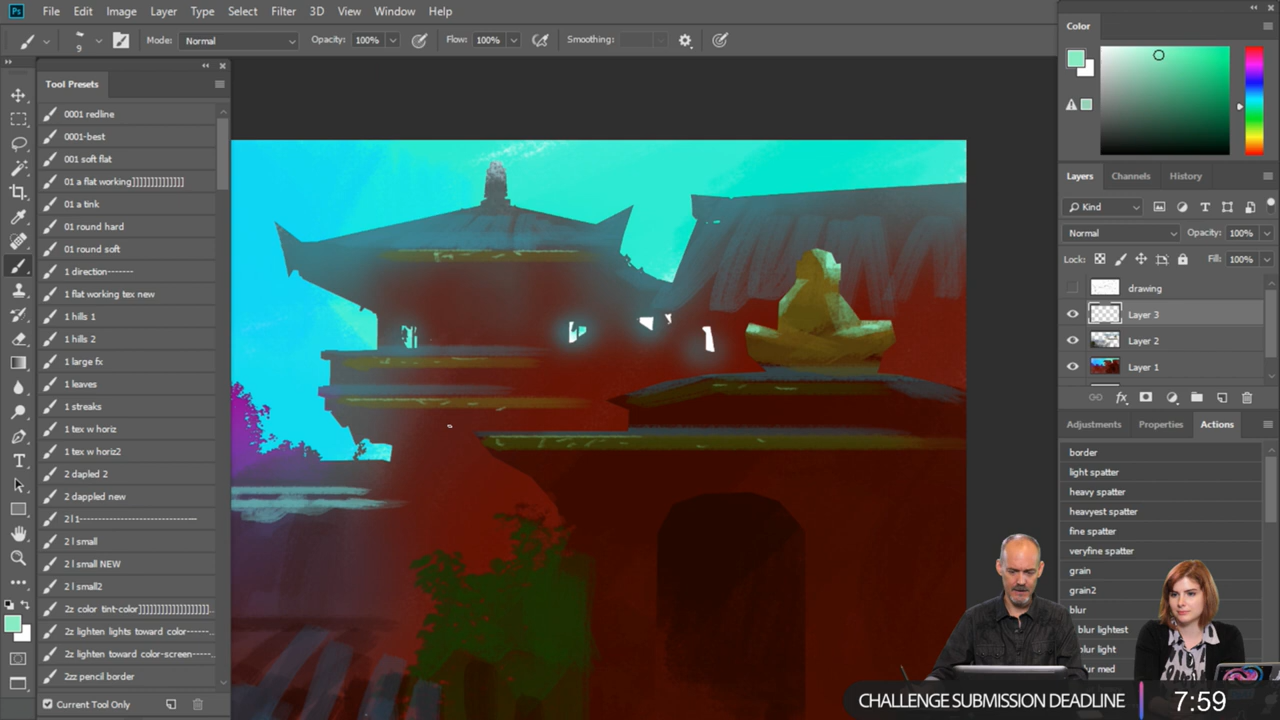 Ps File Edit Image Layer Type Select Filter 3D View Window Help
9 Mode: Normal Opacity: 100% Flow: 100% Smoothing:
Tool Presets
0001 redline
0001-best
001 soft flat
01 a flat working]]]]]]]]]]]]]]]
01 a tink
01 round hard
01 round soft
1 direction-------
1 flat working tex new
1 hills 1
1 hills 2
1 large fx
1 leaves
1 streaks
1 tex w horiz
1 tex w horiz2
2 dapled 2
2 dappled new
2 l 1------------------------------
2 l small
2 l small NEW
2 l small2
2z color tint-color]]]]]]]]]]]]]]]]]]]]..
2z lighten lights toward color------..
2z lighten toward color-screen-----..
2zz pencil border
Current Tool Only
Color
Layers Channels History
Kind
Normal Opacity: 100%
Lock: Fill: 100%
drawing
Layer 3
Layer 2
Layer 1
fx
Adjustments Properties Actions
border
light spatter
heavy spatter
heavyest spatter
fine spatter
veryfine spatter
grain
grain2
blur
blur lightest
blur light
blur med
CHALLENGE SUBMISSION DEADLINE 7:59